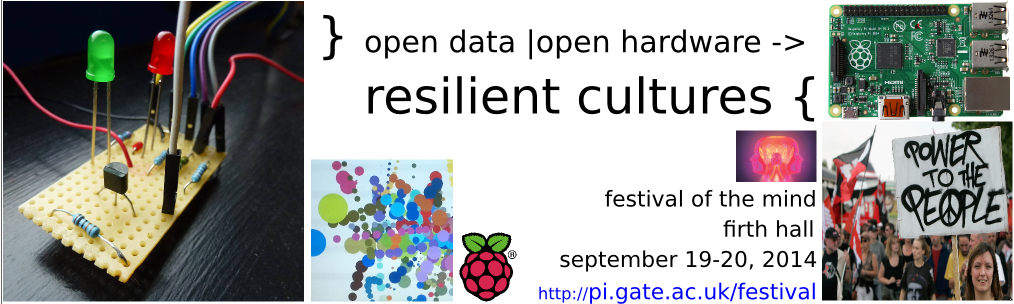 } open data |open hardware ->
resilient cultures {
festival of the mind
firth hall
september 19-20, 2014
http://pi.gate.ac.uk/festival
®
POWER
TO THE
PEOPLE
HDMI